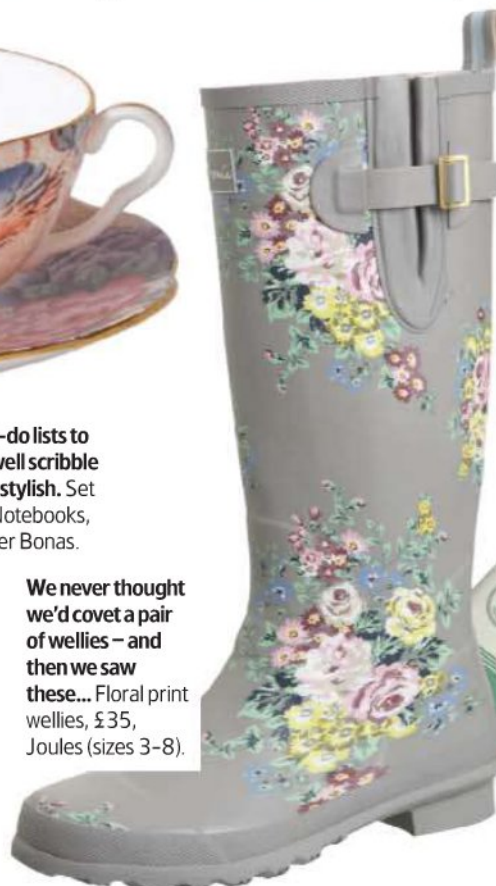 -do lists to
well scribble
stylish. Set
Notebooks,
er Bonas.
We never thought
we'd covet a pair
of wellies – and
then we saw
these... Floral print
wellies, £35,
Joules (sizes 3-8).